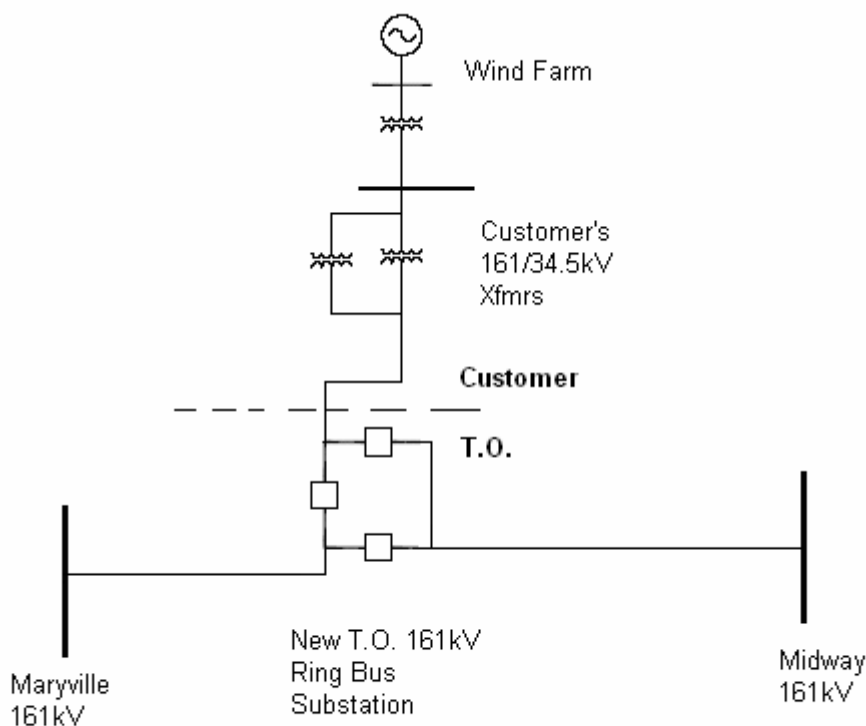 Wind Farm
Customer's
161/34.5kV
Xfmrs
Customer
T.O.
New T.O. 161kV
Ring Bus
Substation
Maryville
161kV
Midway
161kV